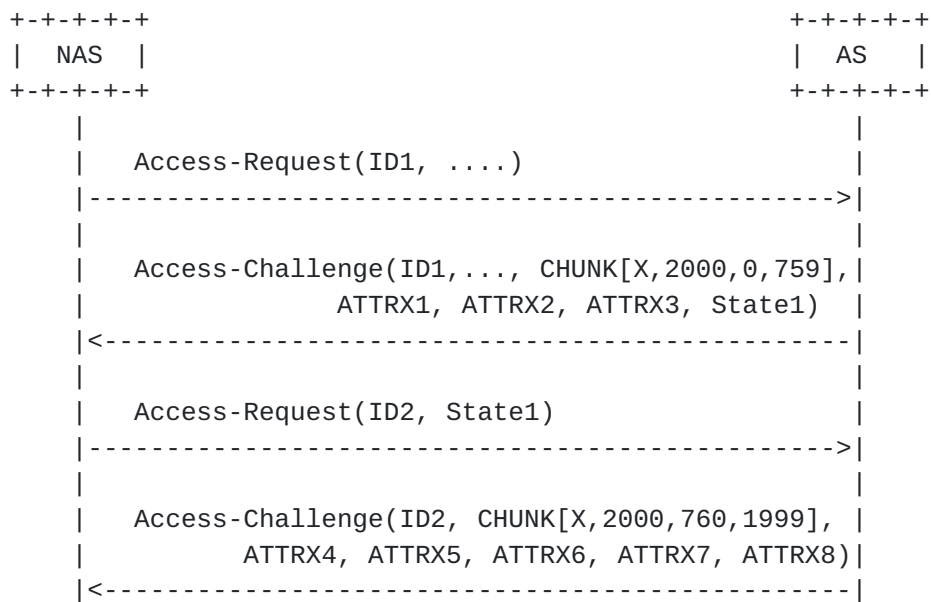 +-+-+-+-+ +-+-+-+-+
| NAS | | AS |
+-+-+-+-+ +-+-+-+-+
| |
| Access-Request(ID1, ....) |
|------------------------------------------------>|
| |
| Access-Challenge(ID1,..., CHUNK[X,2000,0,759],|
| ATTRX1, ATTRX2, ATTRX3, State1) |
|<------------------------------------------------|
| |
| Access-Request(ID2, State1) |
|------------------------------------------------>|
| |
| Access-Challenge(ID2, CHUNK[X,2000,760,1999], |
| ATTRX4, ATTRX5, ATTRX6, ATTRX7, ATTRX8)|
|<------------------------------------------------|